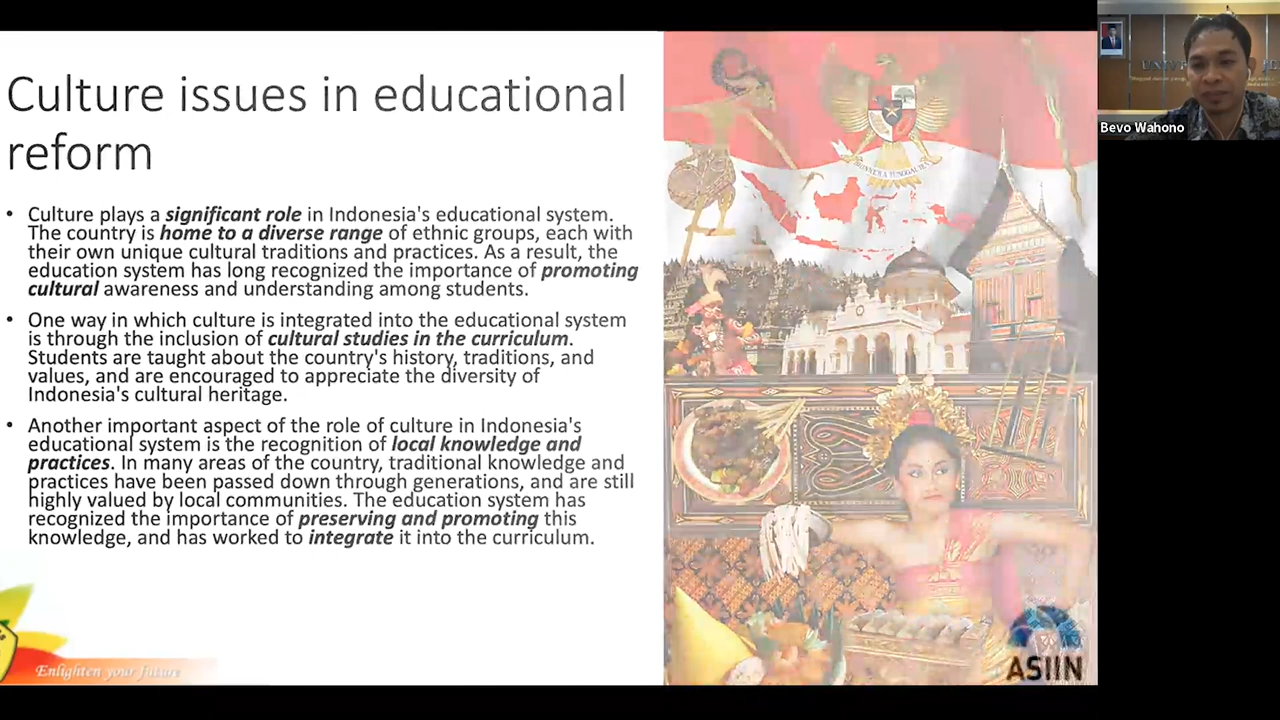 Culture issues in educational
reform
• Culture plays a significant role in Indonesia's educational system.
The country is home to a diverse range of ethnic groups, each with
their own unique cultural traditions and practices. As a result, the
education system has long recognized the importance of promoting
cultural awareness and understanding among students.
• One way in which culture is integrated into the educational system
is through the inclusion of cultural studies in the curriculum.
Students are taught about the country's history, traditions, and
values, and are encouraged to appreciate the diversity of
Indonesia's cultural heritage.
• Another important aspect of the role of culture in Indonesia's
educational system is the recognition of local knowledge and
practices. In many areas of the country, traditional knowledge and
practices have been passed down through generations, and are still
highly valued by local communities. The education system has
recognized the importance of preserving and promoting this
knowledge, and has worked to integrate it into the curriculum.
Enlighten your future
ASIIN
Bevo Wahono